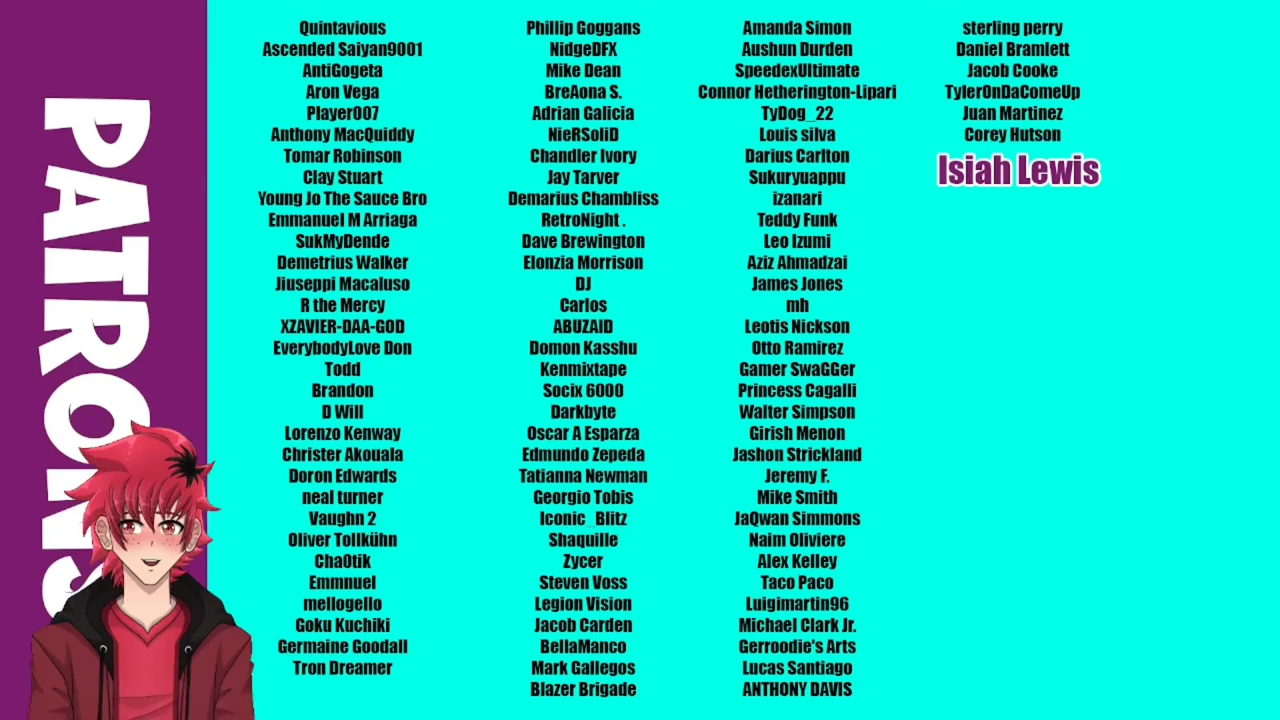 PATRONS
Quintavious
Ascended Saiyan9001
AntiGogeta
Aron Vega
Player007
Anthony MacQuiddy
Tomar Robinson
Clay Stuart
Young Jo The Sauce Bro
Emmanuel M Arriaga
SukMyDende
Demetrius Walker
Jiuseppi Macaluso
R the Mercy
XZAVIER-DAA-GOD
EverybodyLove Don
Todd
Brandon
D Will
Lorenzo Kenway
Christer Akouala
Doron Edwards
neal turner
Vaughn 2
Oliver Tollkühn
Cha0tik
Emmnuel
mellogello
Goku Kuchiki
Germaine Goodall
Tron Dreamer
Phillip Goggans
NidgeDFX
Mike Dean
BreAona S.
Adrian Galicia
NieRSoliD
Chandler Ivory
Jay Tarver
Demarius Chambliss
RetroNight .
Dave Brewington
Elonzia Morrison
DJ
Carlos
ABUZAID
Domon Kasshu
Kenmixtape
Socix 6000
Darkbyte
Oscar A Esparza
Edmundo Zepeda
Tatianna Newman
Georgio Tobis
Iconic_Blitz
Shaquille
Zycer
Steven Voss
Legion Vision
Jacob Carden
BellaManco
Mark Gallegos
Blazer Brigade
Amanda Simon
Aushun Durden
SpeedexUltimate
Connor Hetherington-Lipari
TyDog_22
Louis silva
Darius Carlton
Sukuryuappu
izanari
Teddy Funk
Leo Izumi
Aziz Ahmadzai
James Jones
mh
Leotis Nickson
Otto Ramirez
Gamer SwaGGer
Princess Cagalli
Walter Simpson
Girish Menon
Jashon Strickland
Jeremy F.
Mike Smith
JaQwan Simmons
Naim Oliviere
Alex Kelley
Taco Paco
Luigimartin96
Michael Clark Jr.
Gerroodie's Arts
Lucas Santiago
ANTHONY DAVIS
sterling perry
Daniel Bramlett
Jacob Cooke
TylerOnDaComeUp
Juan Martinez
Corey Hutson
Isiah Lewis